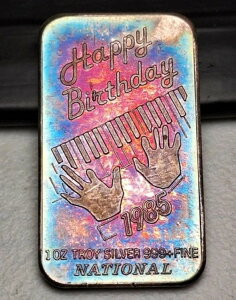 Happy
Birthday
1985
1 OZ TROY SILVER 999+ FINE
NATIONAL